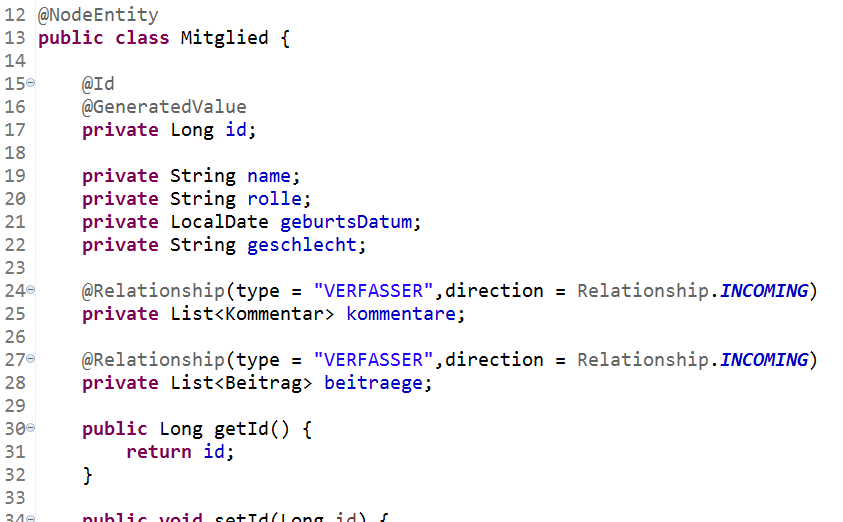 12 @NodeEntity
13 public class Mitglied {
14
15 @Id
16 @GeneratedValue
17 private Long id;
18
19 private String name;
20 private String rolle;
21 private LocalDate geburtsDatum;
22 private String geschlecht;
23
24 @Relationship(type = "VERFASSER",direction = Relationship.INCOMING)
25 private List<Kommentar> kommentare;
26
27 @Relationship(type = "VERFASSER",direction = Relationship.INCOMING)
28 private List<Beitrag> beitraege;
29
30 public Long getId() {
31 return id;
32 }
33
34 public void setId(Long id) {